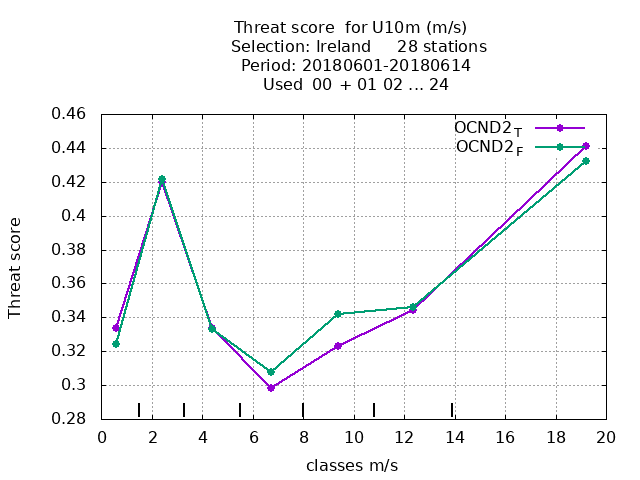 Threat score  for U10m (m/s)
Selection: Ireland     28 stations
Period: 20180601-20180614
Used  00 + 01 02 ... 24
0.46
0.44
0.42
0.4
0.38
0.36
0.34
0.32
0.3
0.28
Threat score
OCND2T
OCND2F
0 2 4 6 8 10 12 14 16 18 20
classes m/s